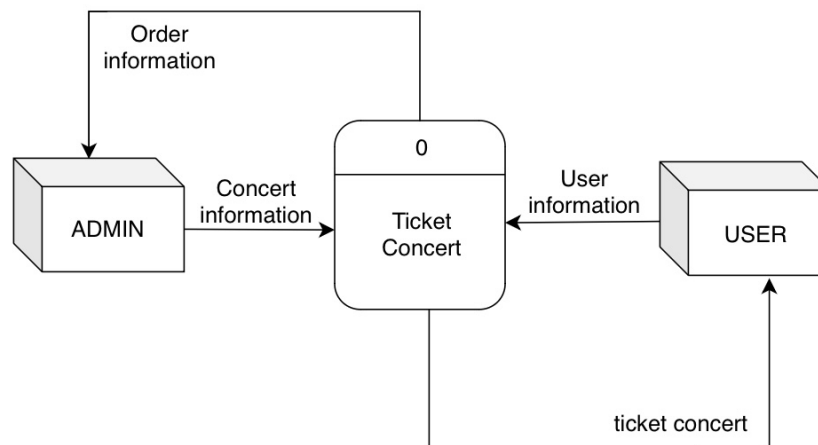 Order
information
0
ADMIN
Concert
information
Ticket
Concert
User
information
USER
ticket concert